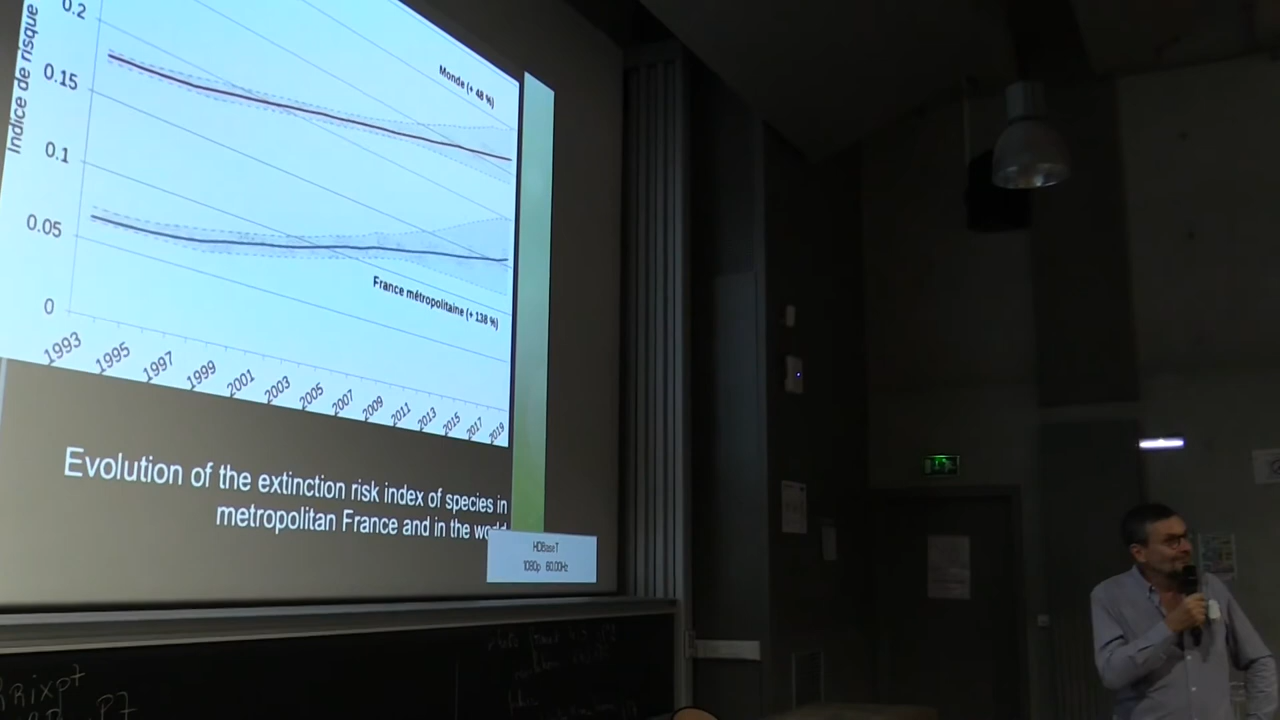 Indice de risque
0.2
0.15
0.1
0.05
0
Monde (+ 48 %)
France métropolitaine (+ 138 %)
1993
1995
1997
1999
2001
2003
2005
2007
2009
2011
2013
2015
2017
2019
Evolution of the extinction risk index of species in
metropolitan France and in the world
HDBaseT
1080p 60.00Hz